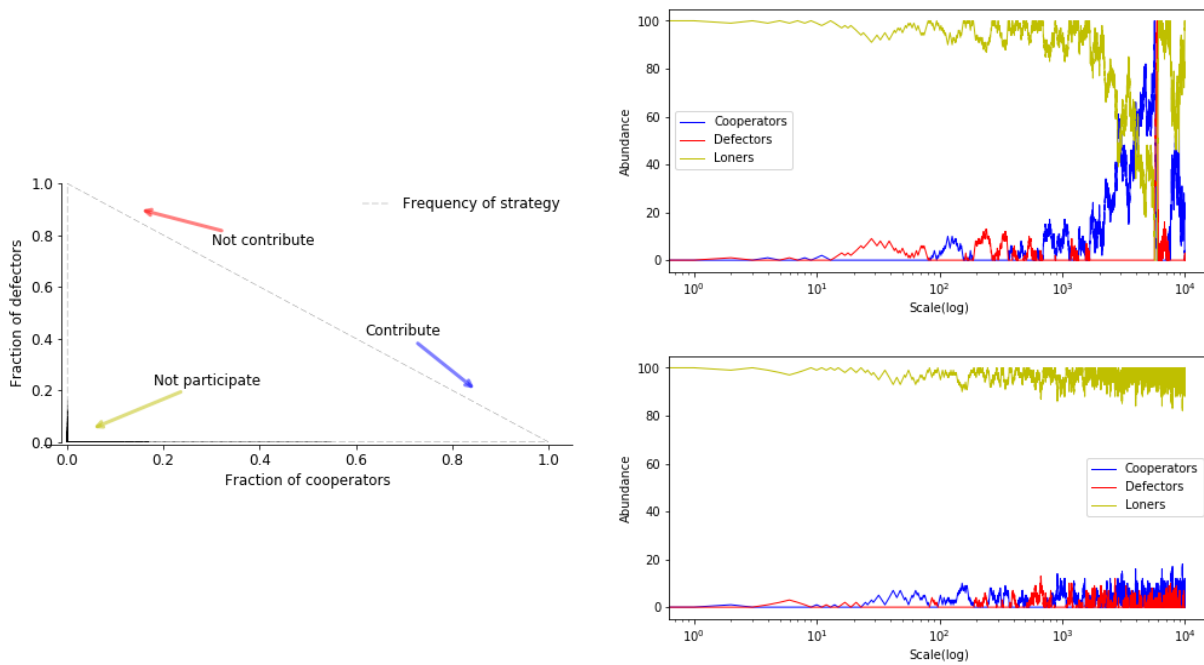 1.0
0.8
0.6
0.4
0.2
0.0
Fraction of defectors
0.0 0.2 0.4 0.6 0.8 1.0
Fraction of cooperators
Frequency of strategy
Not contribute
Contribute
Not participate
100
80
60
40
20
0
Abundance
Cooperators
Defectors
Loners
10⁰ 10¹ 10² 10³ 10⁴
Scale(log)
100
80
60
40
20
0
Abundance
Cooperators
Defectors
Loners
10⁰ 10¹ 10² 10³ 10⁴
Scale(log)